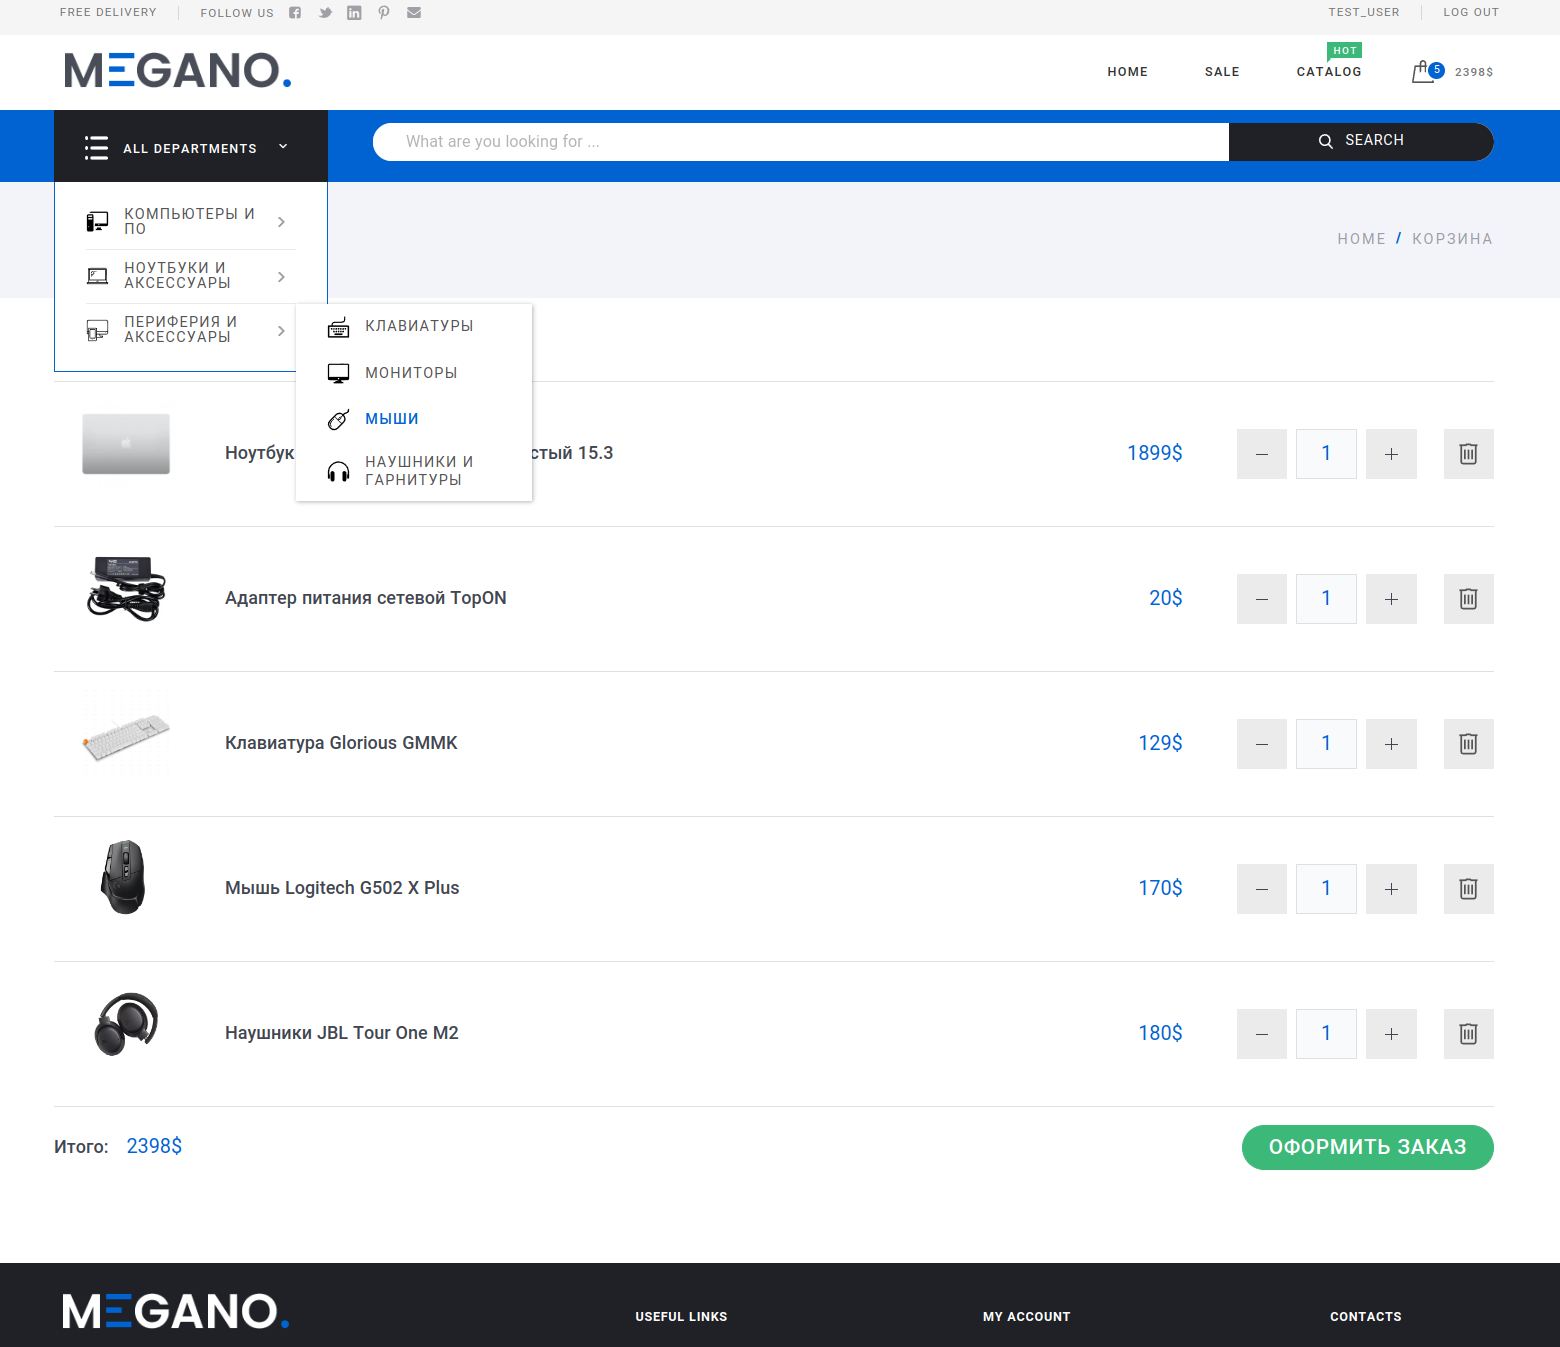 FREE DELIVERY
FOLLOW US
TEST_USER
LOG OUT
MEGANO.
HOME
SALE
HOT
CATALOG
5
2398$
ALL DEPARTMENTS
What are you looking for ...
SEARCH
КОМПЬЮТЕРЫ И
ПО
НОУТБУКИ И
АКСЕССУАРЫ
ПЕРИФЕРИЯ И
АКСЕССУАРЫ
HOME / КОРЗИНА
КЛАВИАТУРЫ
МОНИТОРЫ
МЫШИ
НАУШНИКИ И
ГАРНИТУРЫ
Ноутбук
стый 15.3
1899$
1
Адаптер питания сетевой TopON
20$
1
Клавиатура Glorious GMMK
129$
1
Мышь Logitech G502 X Plus
170$
1
Наушники JBL Tour One M2
180$
1
Итого: 2398$
ОФОРМИТЬ ЗАКАЗ
MEGANO.
USEFUL LINKS
MY ACCOUNT
CONTACTS